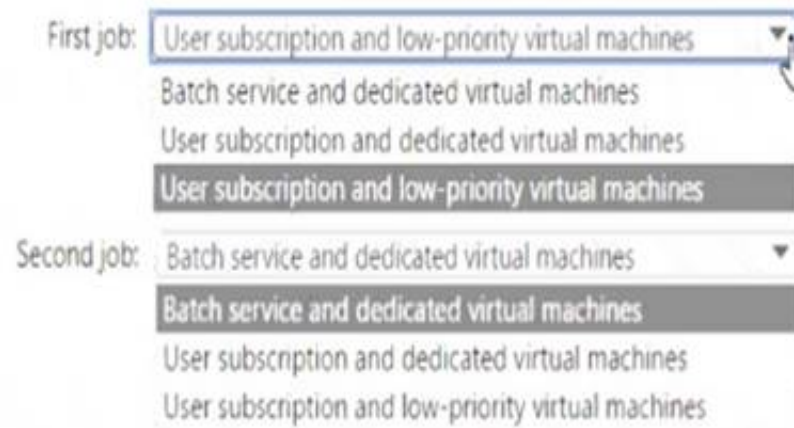 First job: User subscription and low-priority virtual machines
Batch service and dedicated virtual machines
User subscription and dedicated virtual machines
User subscription and low-priority virtual machines
Second job: Batch service and dedicated virtual machines
Batch service and dedicated virtual machines
User subscription and dedicated virtual machines
User subscription and low-priority virtual machines